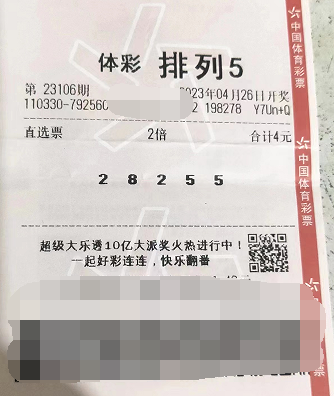 体彩 排列5
第 23106期 2023年04月26日开奖
110330-792560 198278 Y7Un+Q
直选票 2倍 合计4元
2 8 2 5 5
超级大乐透10亿大派奖火热进行中！
一起好彩连连，快乐翻番
中国体育彩票
中国体育彩票
中国体育彩票